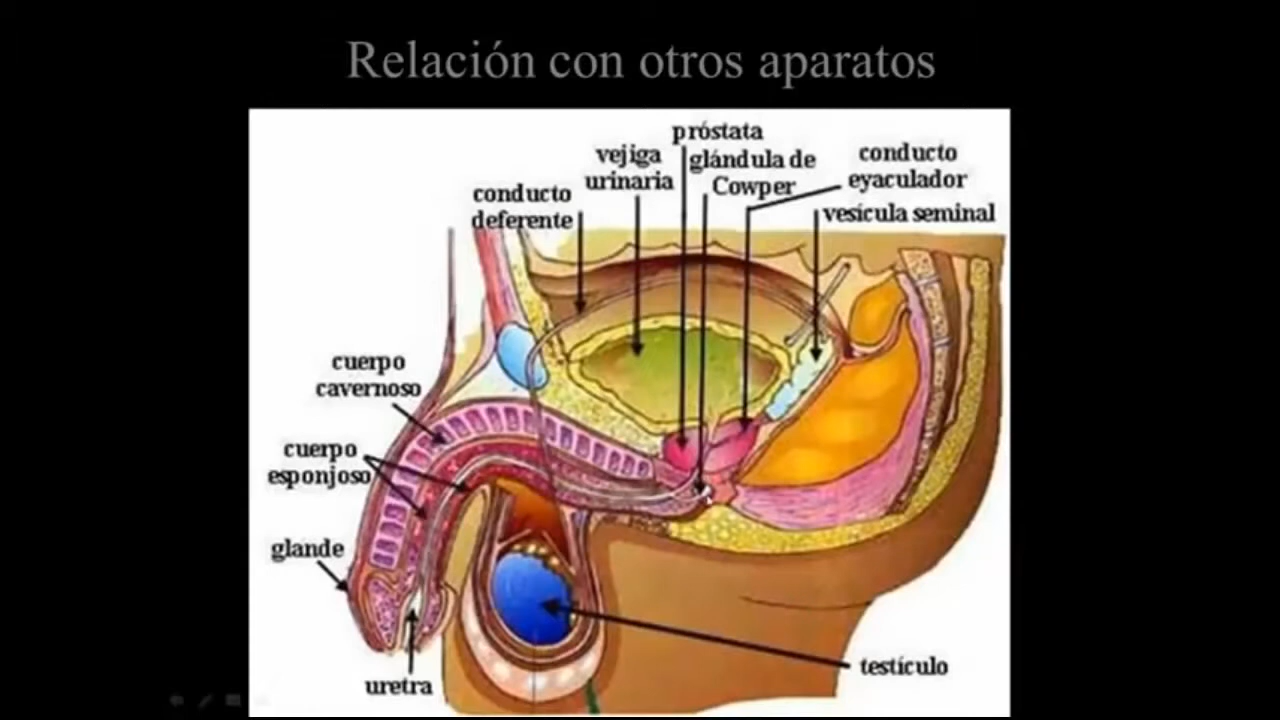 Relación con otros aparatos
próstata
vejiga
urinaria
glándula de
Cowper
conducto
eyaculador
conducto
deferente
vesícula seminal
cuerpo
cavernoso
cuerpo
esponjoso
glande
uretra
testículo